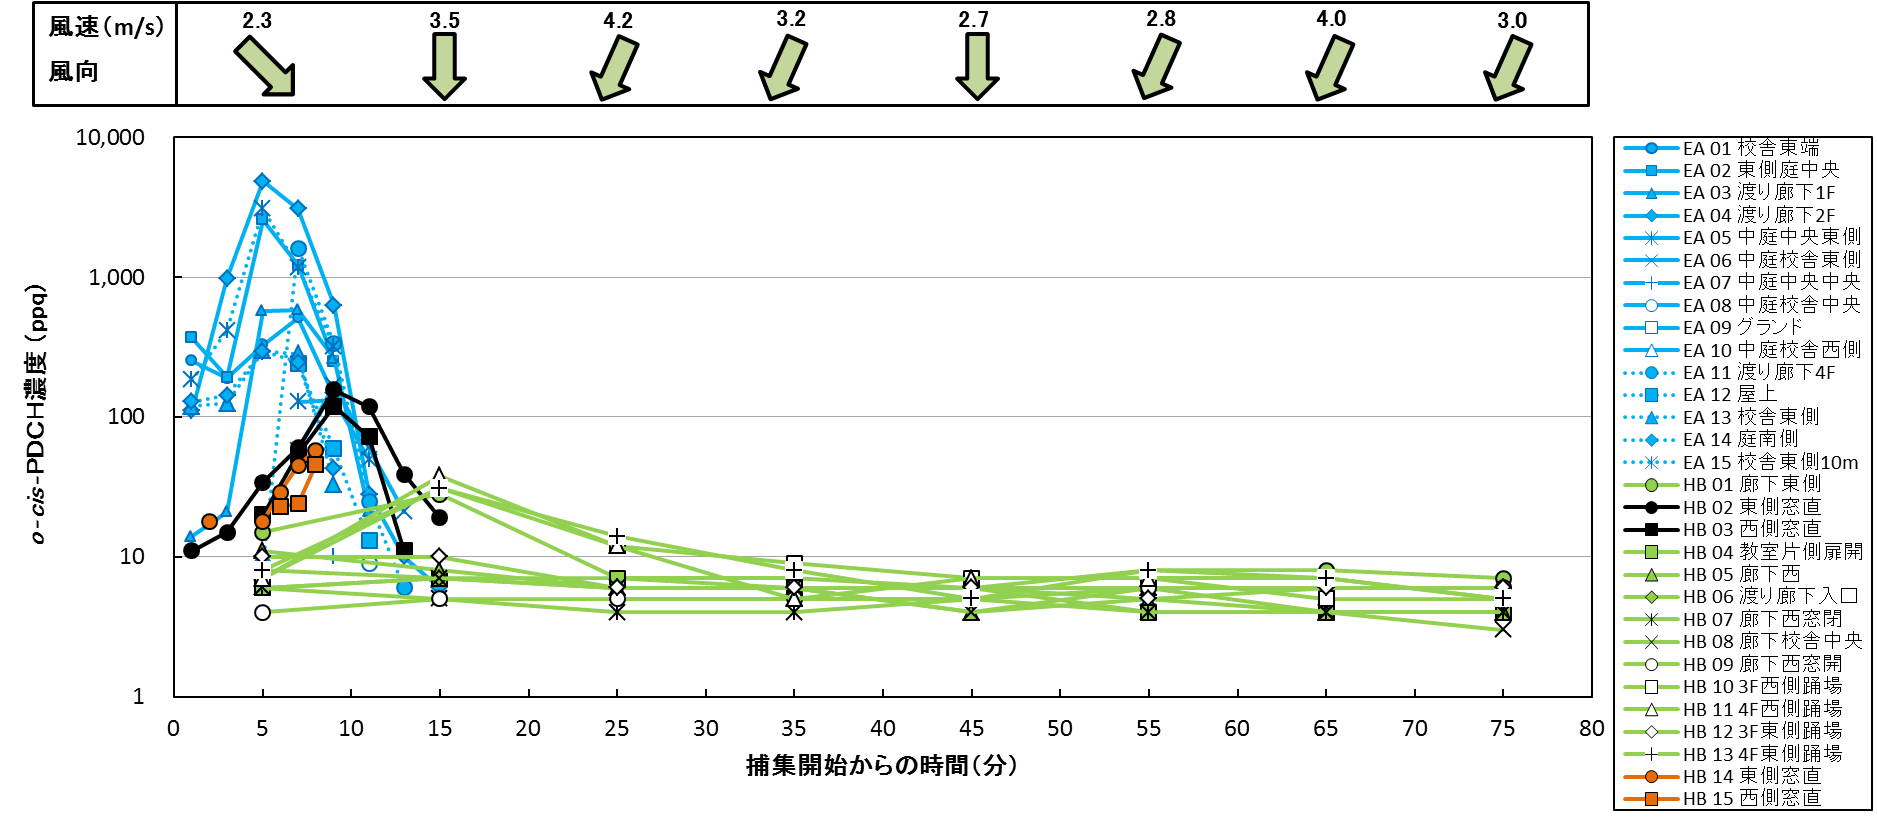 風速（m/s） 2.3 3.5 4.2 3.2 2.7 2.8 4.0 3.0
風向
o-cis-PDCH濃度（ppq）
10,000
1,000
100
10
1
0 5 10 15 20 25 30 35 40 45 50 55 60 65 70 75 80
捕集開始からの時間（分）
EA 01 校舎東端
EA 02 東側庭中央
EA 03 渡り廊下1F
EA 04 渡り廊下2F
EA 05 中庭中央東側
EA 06 中庭校舎東側
EA 07 中庭中央中央
EA 08 中庭校舎中央
EA 09 グランド
EA 10 中庭校舎西側
EA 11 渡り廊下4F
EA 12 屋上
EA 13 校舎東側
EA 14 庭南側
EA 15 校舎東側10m
HB 01 廊下東側
HB 02 東側窓直
HB 03 西側窓直
HB 04 教室片側扉開
HB 05 廊下西
HB 06 渡り廊下入口
HB 07 廊下西窓閉
HB 08 廊下校舎中央
HB 09 廊下西窓開
HB 10 3F西側踊場
HB 11 4F西側踊場
HB 12 3F東側踊場
HB 13 4F東側踊場
HB 14 東側窓直
HB 15 西側窓直